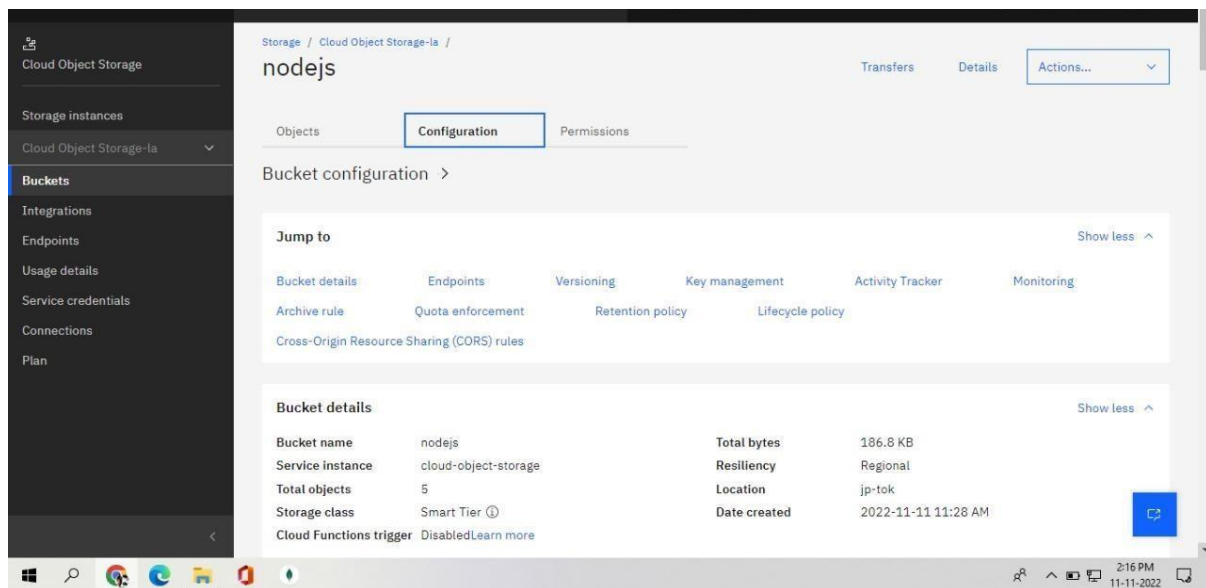 Cloud Object Storage
Storage instances
Cloud Object Storage-la
Buckets
Integrations
Endpoints
Usage details
Service credentials
Connections
Plan
Storage / Cloud Object Storage-la /
nodejs
Transfers Details Actions...
Objects Configuration Permissions
Bucket configuration >
Jump to Show less
Bucket details Endpoints Versioning Key management Activity Tracker Monitoring
Archive rule Quota enforcement Retention policy Lifecycle policy
Cross-Origin Resource Sharing (CORS) rules
Bucket details Show less
Bucket name nodejs Total bytes 186.8 KB
Service instance cloud-object-storage Resiliency Regional
Total objects 5 Location jp-tok
Storage class Smart Tier Date created 2022-11-11 11:28 AM
Cloud Functions trigger DisabledLearn more
2:16 PM
11-11-2022